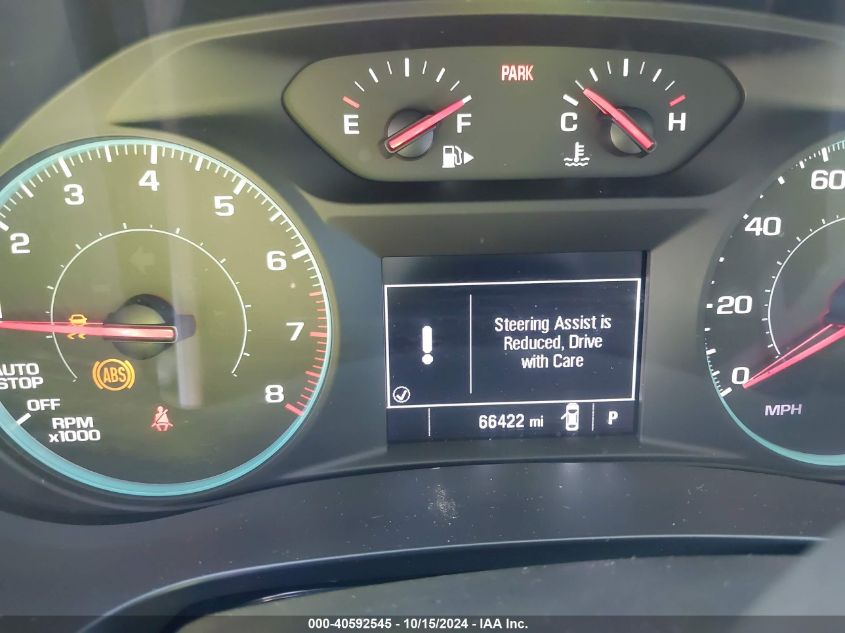 PARK
E
F
C
H
2
3
4
5
6
7
8
AUTO
STOP
OFF
RPM
x1000
ABS
Steering Assist is
Reduced, Drive
with Care
66422 mi
P
60
40
20
0
MPH
000-40592545 - 10/15/2024 - IAA Inc.